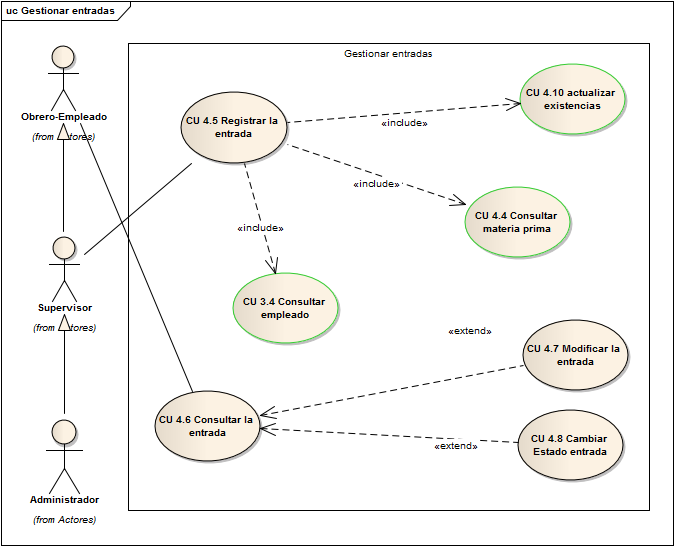 uc Gestionar entradas
Gestionar entradas
Obrero-Empleado
(from Actores)
CU 4.5 Registrar la
entrada
CU 4.10 actualizar
existencias
«include»
«include»
CU 4.4 Consultar
materia prima
«include»
Supervisor
(from Actores)
CU 3.4 Consultar
empleado
«extend»
CU 4.7 Modificar la
entrada
CU 4.6 Consultar la
entrada
CU 4.8 Cambiar
Estado entrada
«extend»
Administrador
(from Actores)